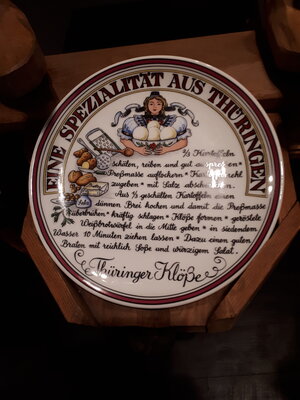 EINE SPEZIALITÄT AUS THÜRINGEN
2/3 Kartoffeln
schälen, reiben und gut auspressen *
Preßmasse auflockern * Kartoffelmehl
zugeben * mit Salz abschmecken.
Aus 1/3 geschälten Kartoffeln einen
dünnen Brei kochen und damit die Preßmasse
überbrühen * kräftig schlagen * Klöße formen * geröstete
Weißbrotwürfel in die Mitte geben * in siedendem
Wasser 10 Minuten ziehen lassen * Dazu einen guten
Braten mit reichlich Soße und würzigem Salat.
Thüringer Klöße